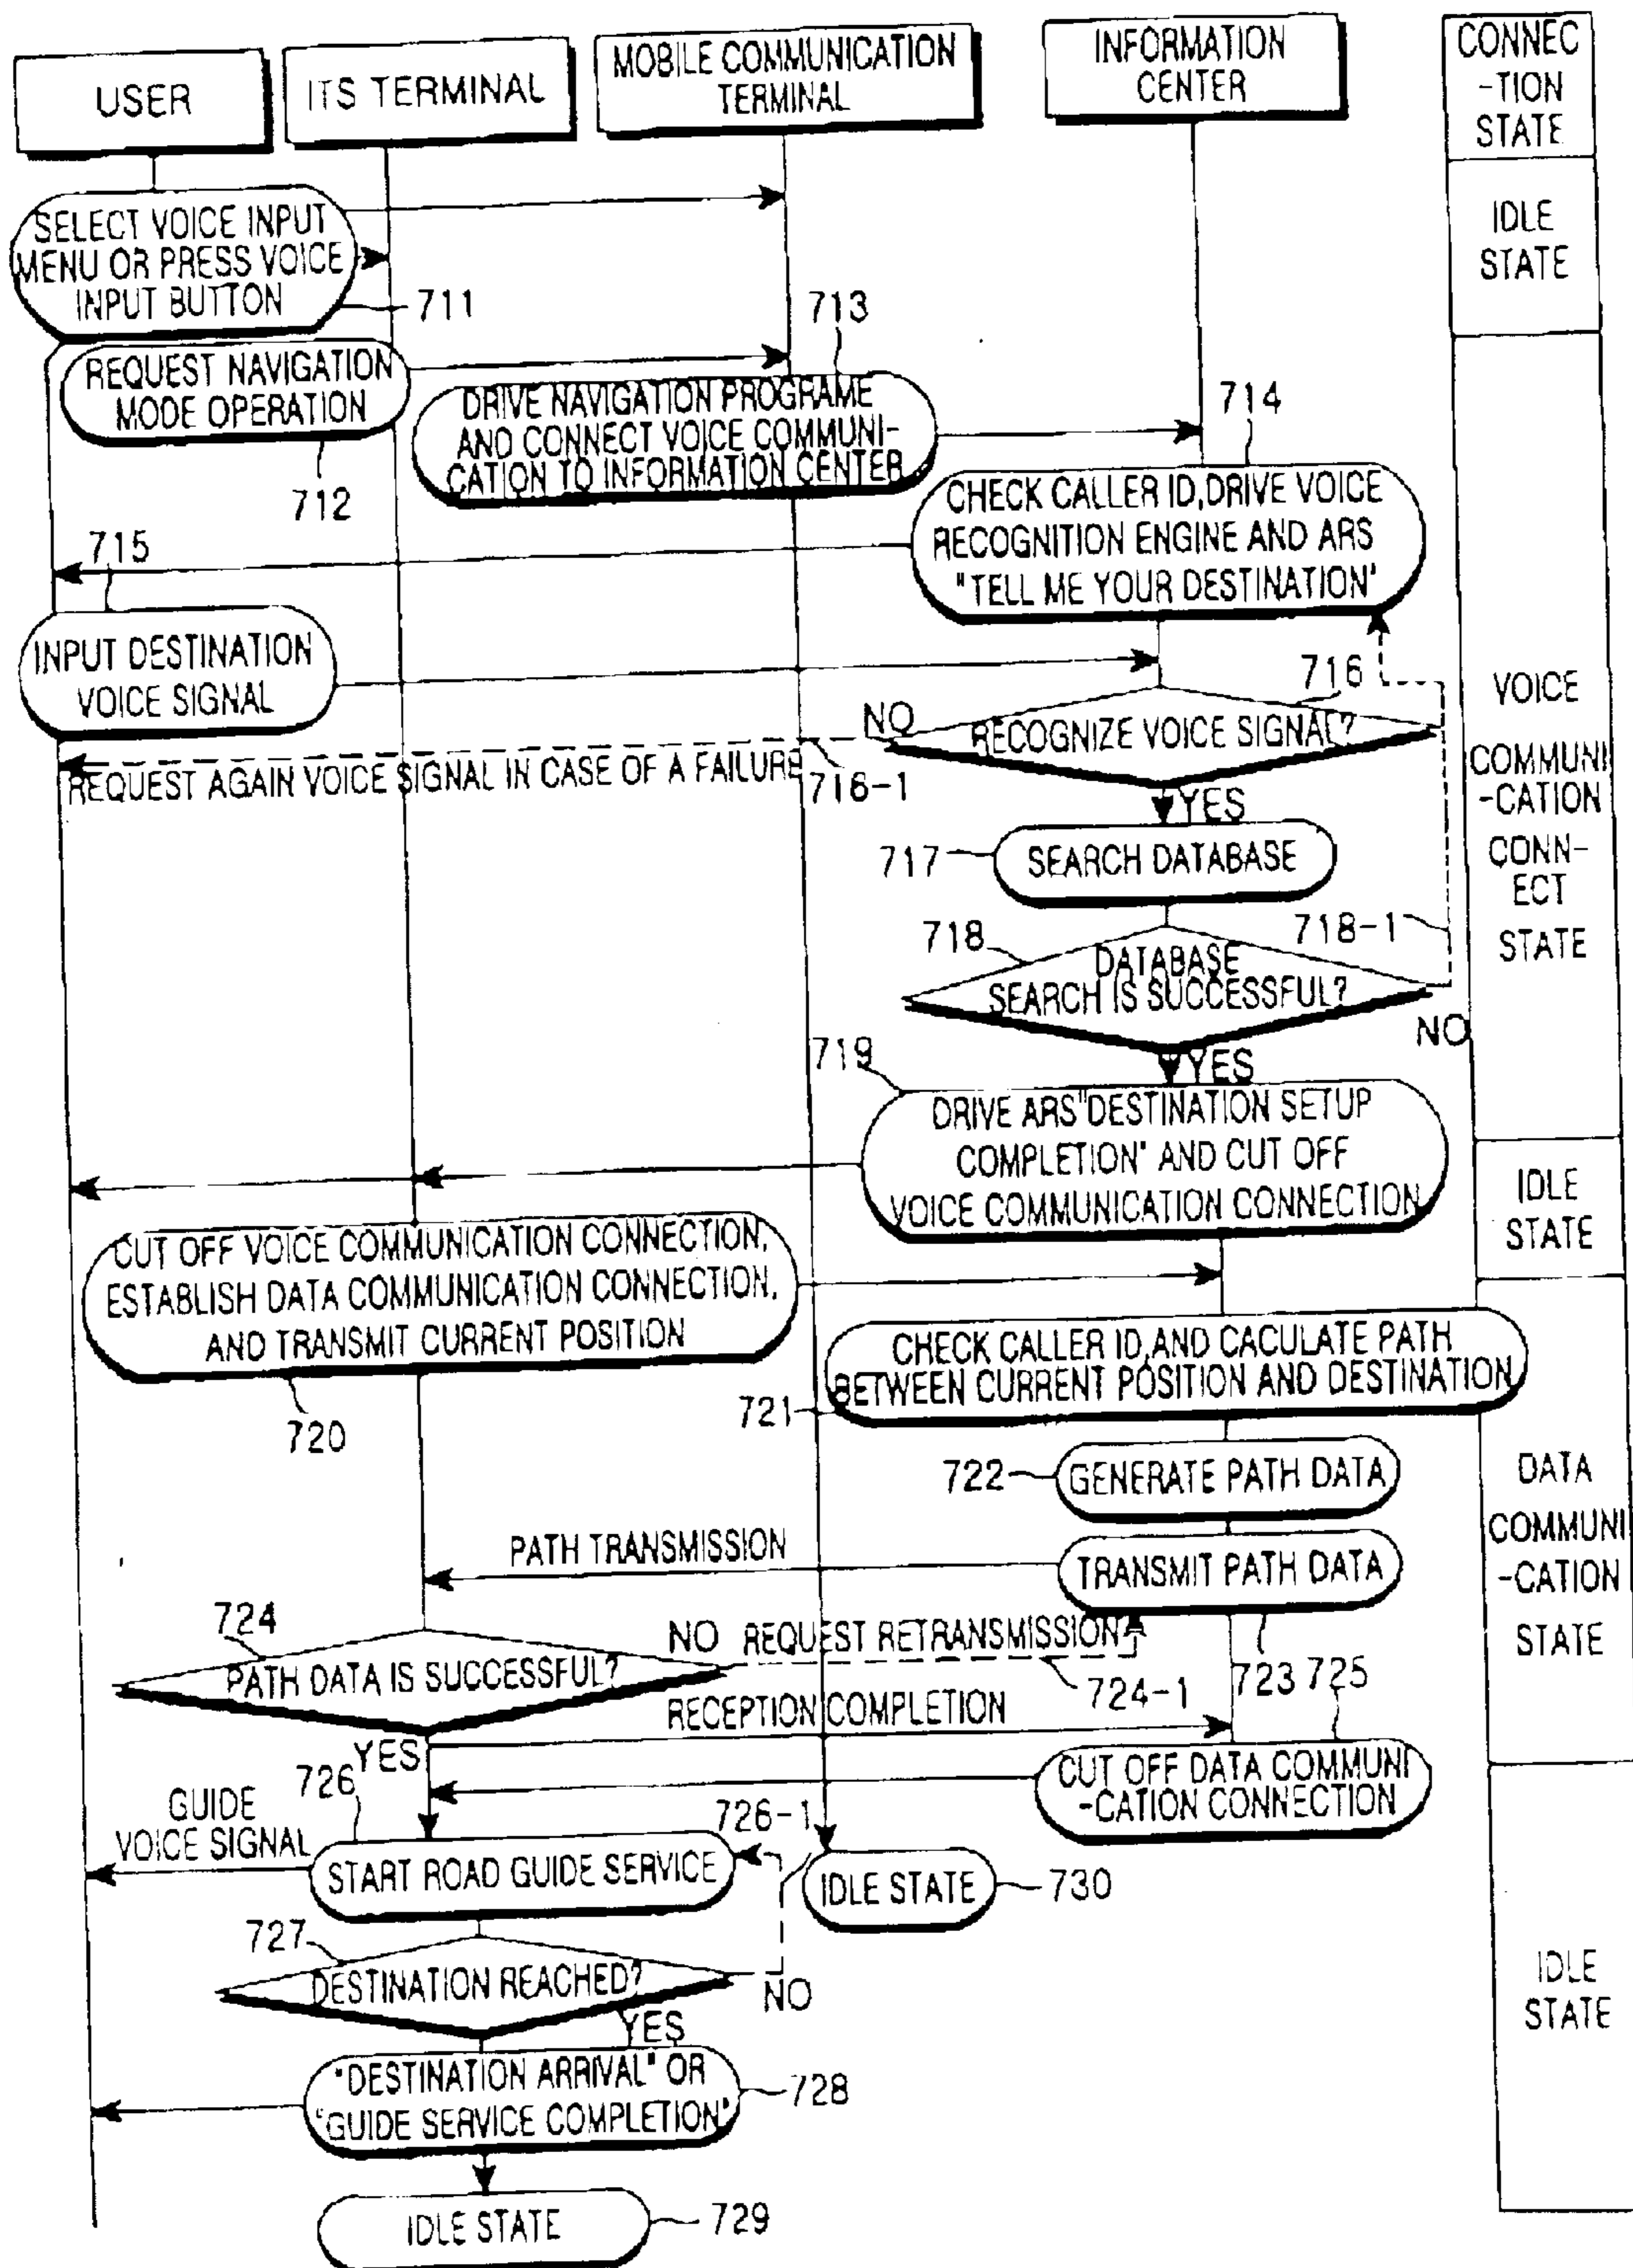 USER
ITS TERMINAL
MOBILE COMMUNICATION
TERMINAL
INFORMATION
CENTER
CONNEC
-TION
STATE
SELECT VOICE INPUT
MENU OR PRESS VOICE
INPUT BUTTON
711
IDLE
STATE
REQUEST NAVIGATION
MODE OPERATION
712
713
DRIVE NAVIGATION PROGRAME
AND CONNECT VOICE COMMUNI-
CATION TO INFORMATION CENTER
714
CHECK CALLER ID, DRIVE VOICE
RECOGNITION ENGINE AND ARS
"TELL ME YOUR DESTINATION"
715
INPUT DESTINATION
VOICE SIGNAL
716
RECOGNIZE VOICE SIGNAL?
NO
REQUEST AGAIN VOICE SIGNAL IN CASE OF A FAILURE
716-1
YES
VOICE
COMMUNI
-CATION
CONN-
ECT
STATE
717
SEARCH DATABASE
718
718-1
DATABASE
SEARCH IS SUCCESSFUL?
NO
YES
719
DRIVE ARS"DESTINATION SETUP
COMPLETION" AND CUT OFF
VOICE COMMUNICATION CONNECTION
IDLE
STATE
CUT OFF VOICE COMMUNICATION CONNECTION,
ESTABLISH DATA COMMUNICATION CONNECTION,
AND TRANSMIT CURRENT POSITION
720
CHECK CALLER ID, AND CACULATE PATH
BETWEEN CURRENT POSITION AND DESTINATION
721
722
GENERATE PATH DATA
DATA
COMMUNI
-CATION
STATE
PATH TRANSMISSION
TRANSMIT PATH DATA
723
724
PATH DATA IS SUCCESSFUL?
NO
REQUEST RETRANSMISSION
724-1
725
RECEPTION COMPLETION
YES
CUT OFF DATA COMMUNI
-CATION CONNECTION
726
GUIDE
VOICE SIGNAL
START ROAD GUIDE SERVICE
726-1
IDLE STATE
730
727
DESTINATION REACHED?
NO
YES
IDLE
STATE
"DESTINATION ARRIVAL" OR
"GUIDE SERVICE COMPLETION"
728
IDLE STATE
729